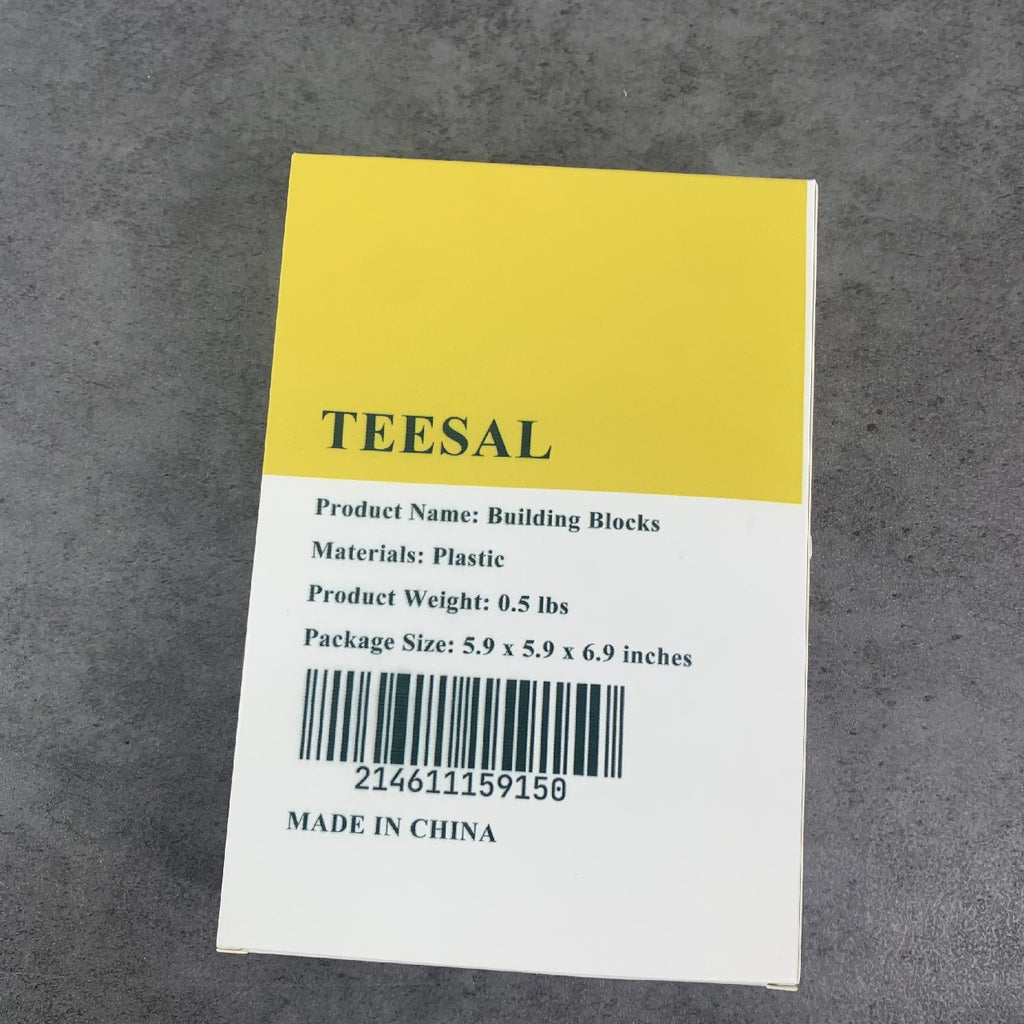 TEESAL
Product Name: Building Blocks
Materials: Plastic
Product Weight: 0.5 lbs
Package Size: 5.9 x 5.9 x 6.9 inches
214611159150
MADE IN CHINA